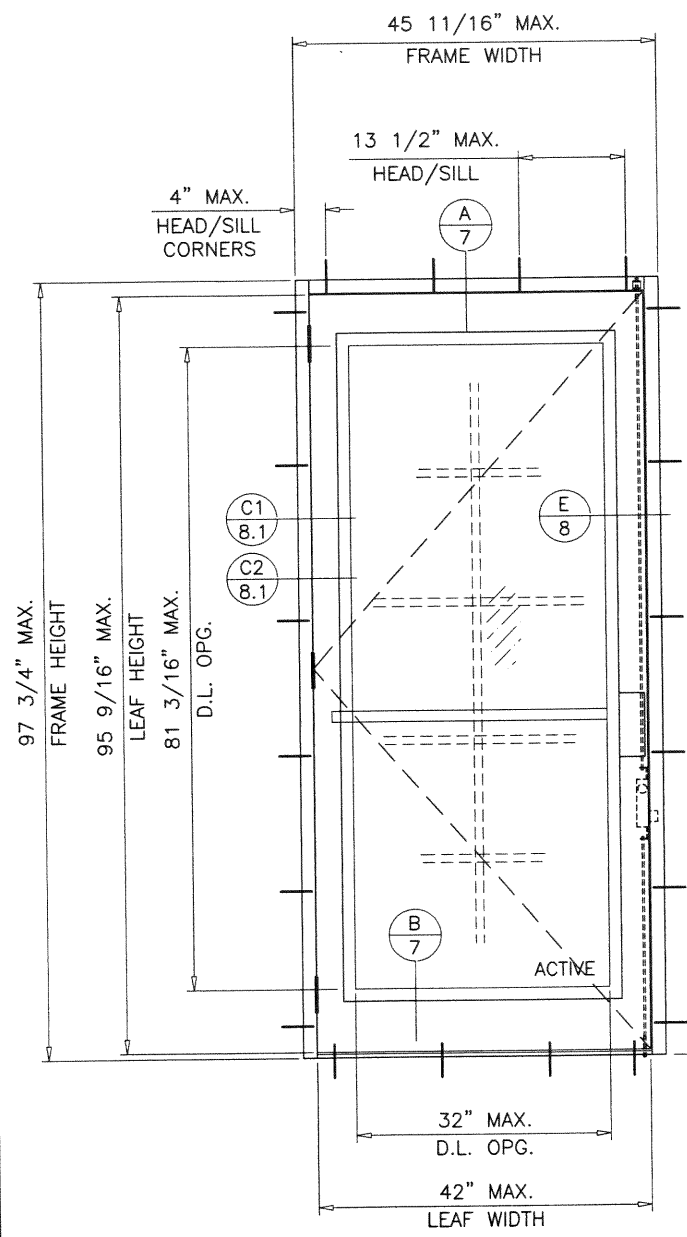 45 11/16" MAX.
FRAME WIDTH
13 1/2" MAX.
HEAD/SILL
4" MAX.
HEAD/SILL
CORNERS
A
7
C1
8.1
C2
8.1
E
8
97 3/4" MAX.
FRAME HEIGHT
95 9/16" MAX.
LEAF HEIGHT
81 3/16" MAX.
D.L. OPG.
B
7
ACTIVE
32" MAX.
D.L. OPG.
42" MAX.
LEAF WIDTH